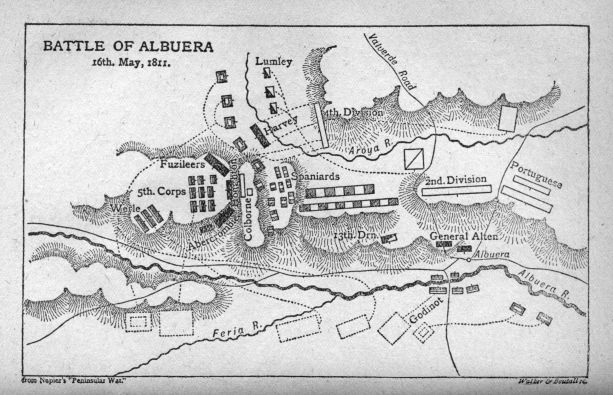 BATTLE OF ALBUERA
16th. May, 1811.
Lumley
Valverde Road
4th. Division
Harvey
Aroya R.
Fuzileers
Spaniards
5th. Corps
2nd. Division
Portuguese
Werle
Abercrombie
Colborne
13th. Drn.
General Alten
Albuera
Albuera R.
Godinot
Feria R.
from Napier's "Peninsular War."
Walker & Boutall sc.